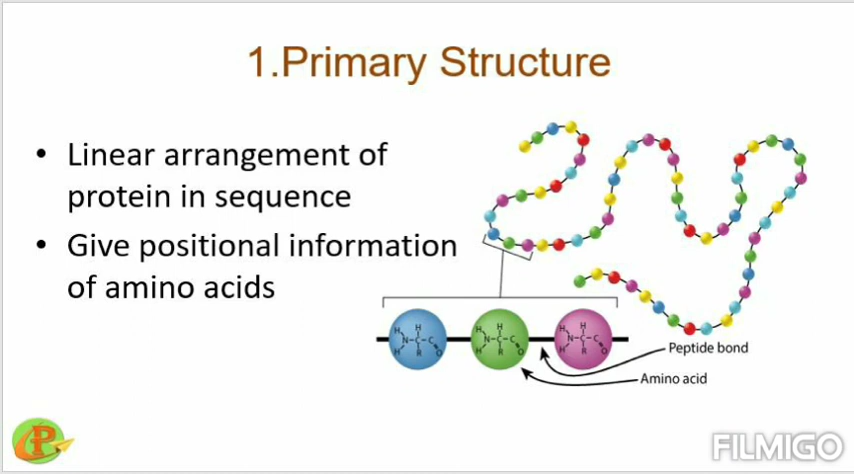 1.Primary Structure
• Linear arrangement of
protein in sequence
• Give positional information
of amino acids
H H
N-C-C
H R O
H H
N-C-C
H R O
H H
N-C-C
H R O
Peptide bond
Amino acid
P
FILMIGO